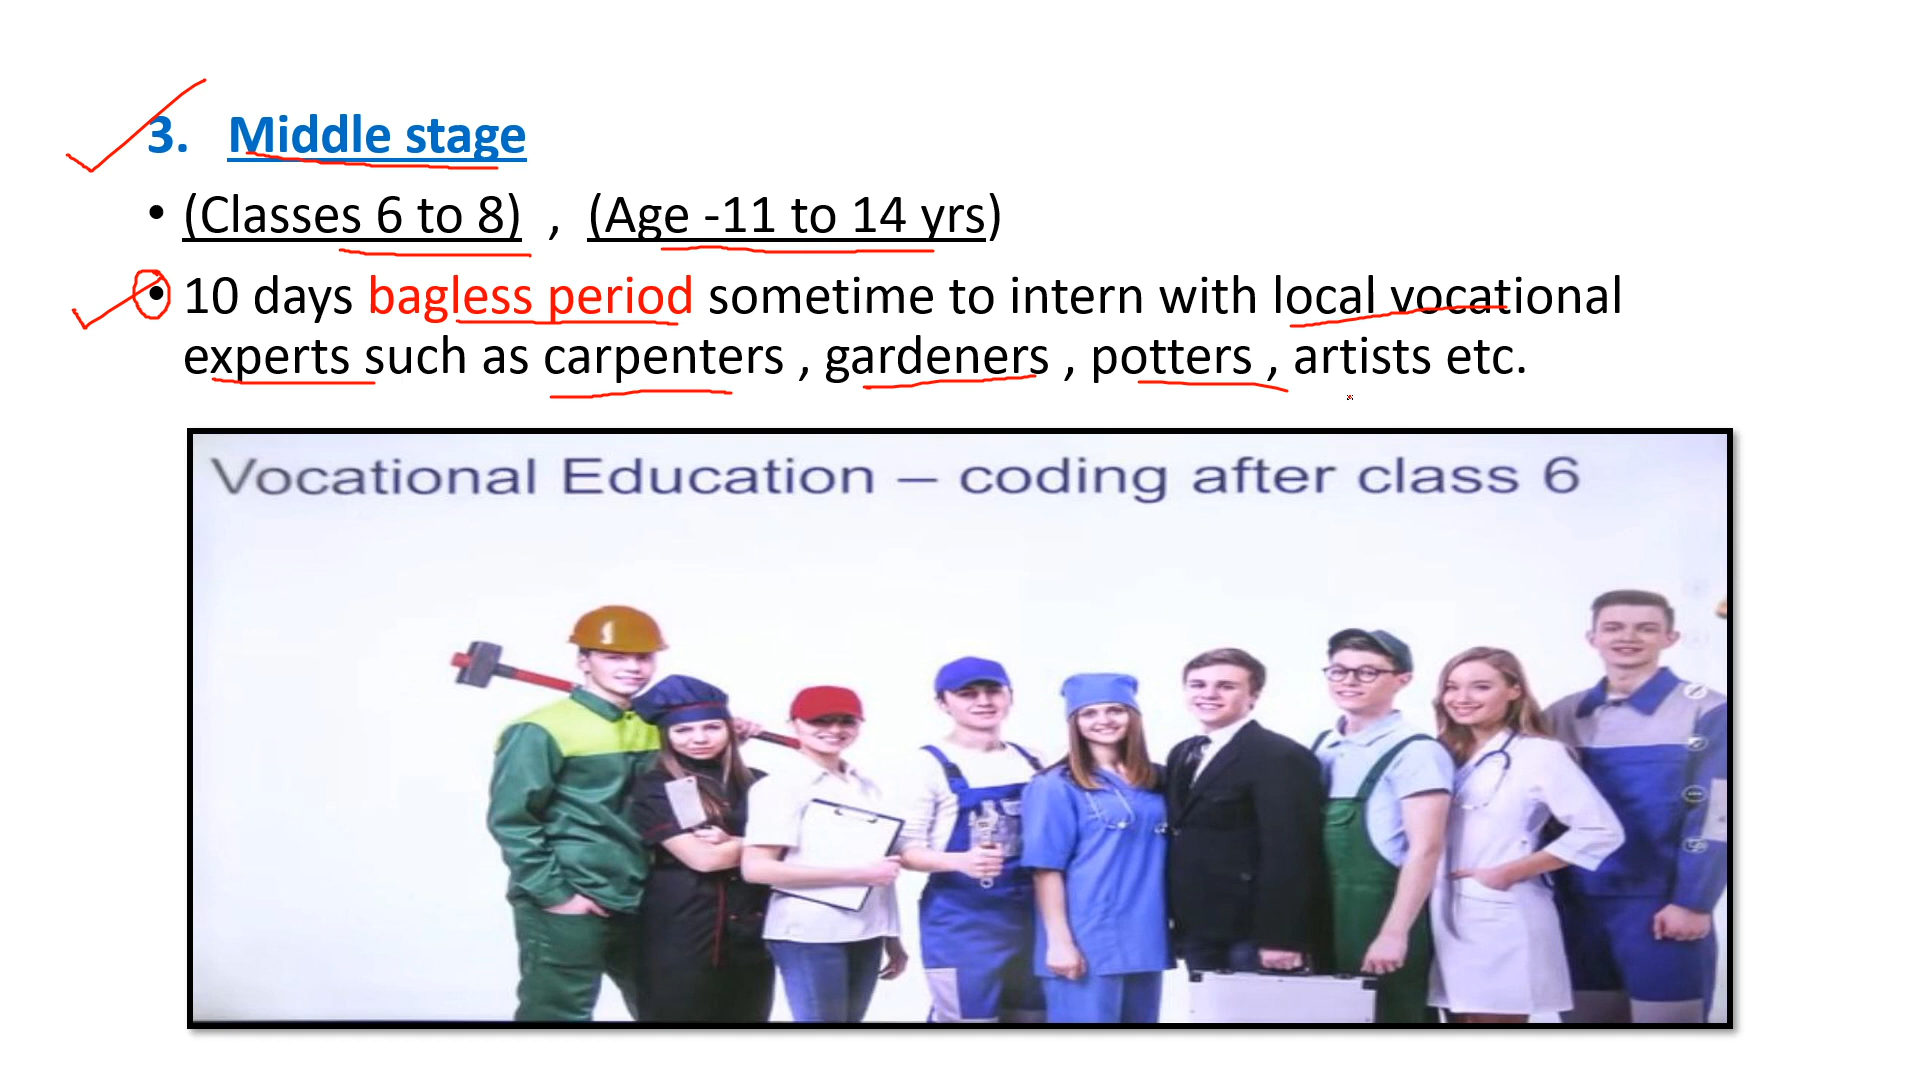 3. Middle stage
• (Classes 6 to 8) , (Age -11 to 14 yrs)
• 10 days bagless period sometime to intern with local vocational
experts such as carpenters , gardeners , potters , artists etc.
Vocational Education – coding after class 6